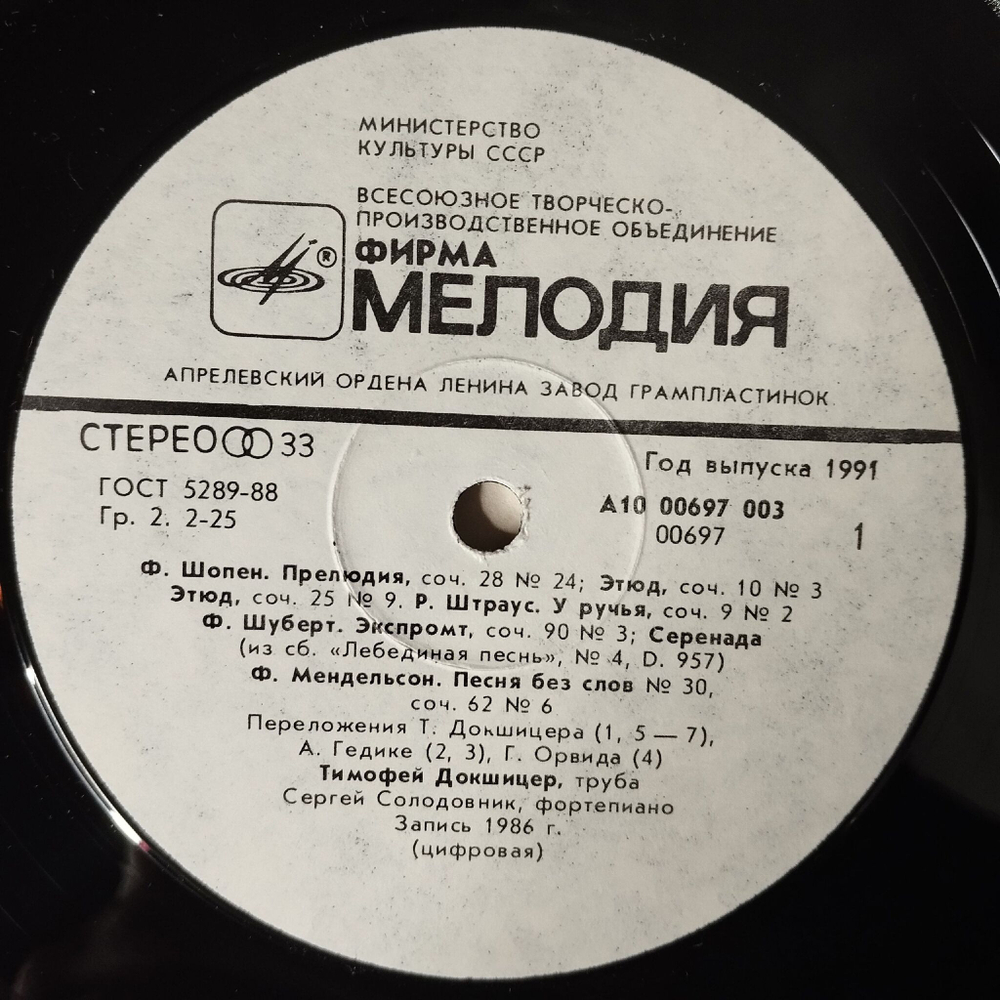 МИНИСТЕРСТВО
КУЛЬТУРЫ СССР
ВСЕСОЮЗНОЕ ТВОРЧЕСКО-
ПРОИЗВОДСТВЕННОЕ ОБЪЕДИНЕНИЕ
ФИРМА
®
МЕЛОДИЯ
АПРЕЛЕВСКИЙ ОРДЕНА ЛЕНИНА ЗАВОД ГРАМПЛАСТИНОК
СТЕРЕО 33
Год выпуска 1991
ГОСТ 5289-88
Гр. 2. 2-25
А10 00697 003
00697
1
Ф. Шопен. Прелюдия, соч. 28 № 24; Этюд, соч. 10 № 3
Этюд, соч. 25 № 9. Р. Штраус. У ручья, соч. 9 № 2
Ф. Шуберт. Экспромт, соч. 90 № 3; Серенада
(из сб. «Лебединая песнь», № 4, D. 957)
Ф. Мендельсон. Песня без слов № 30,
соч. 62 № 6
Переложения Т. Докшицера (1, 5 — 7),
А. Гедике (2, 3), Г. Орвида (4)
Тимофей Докшицер, труба
Сергей Солодовник, фортепиано
Запись 1986 г.
(цифровая)